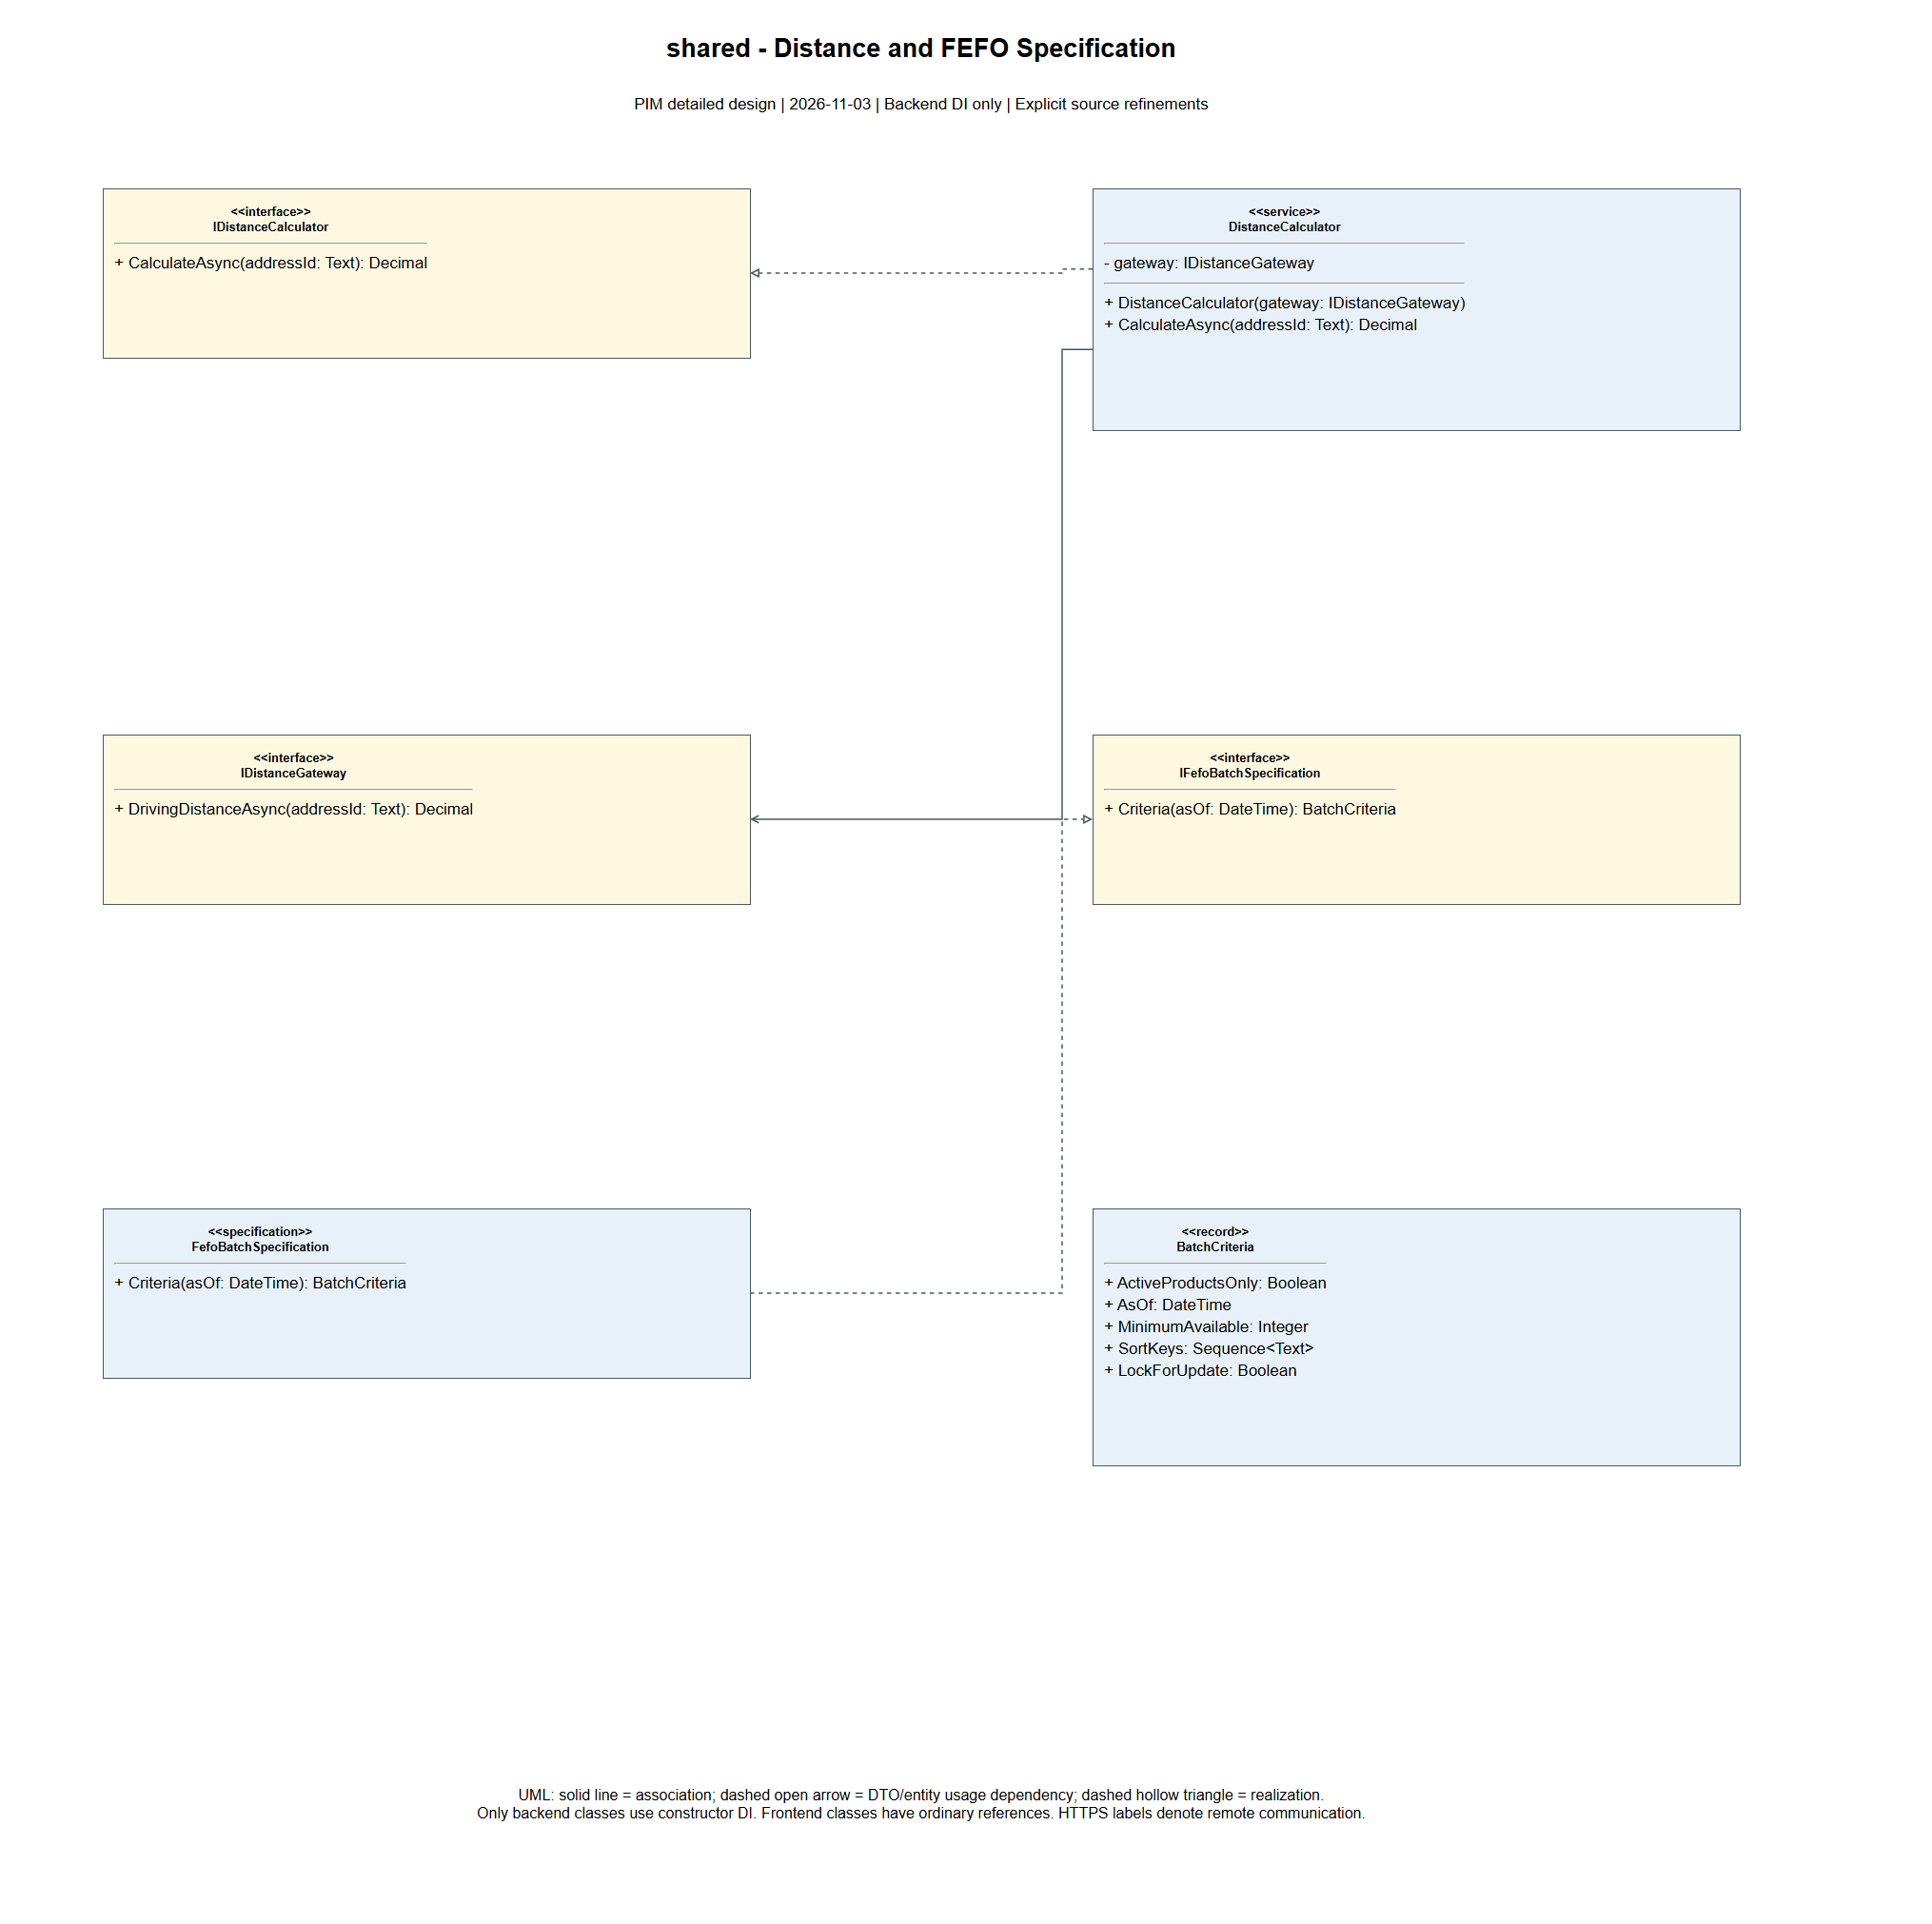 shared - Distance and FEFO Specification
PIM detailed design | 2026-11-03 | Backend DI only | Explicit source refinements
<<interface>>
IDistanceCalculator
+ CalculateAsync(addressId: Text): Decimal
<<service>>
DistanceCalculator
- gateway: IDistanceGateway
+ DistanceCalculator(gateway: IDistanceGateway)
+ CalculateAsync(addressId: Text): Decimal
<<interface>>
IDistanceGateway
+ DrivingDistanceAsync(addressId: Text): Decimal
<<interface>>
IFefoBatchSpecification
+ Criteria(asOf: DateTime): BatchCriteria
<<specification>>
FefoBatchSpecification
+ Criteria(asOf: DateTime): BatchCriteria
<<record>>
BatchCriteria
+ ActiveProductsOnly: Boolean
+ AsOf: DateTime
+ MinimumAvailable: Integer
+ SortKeys: Sequence<Text>
+ LockForUpdate: Boolean
UML: solid line = association; dashed open arrow = DTO/entity usage dependency; dashed hollow triangle = realization.
Only backend classes use constructor DI. Frontend classes have ordinary references. HTTPS labels denote remote communication.